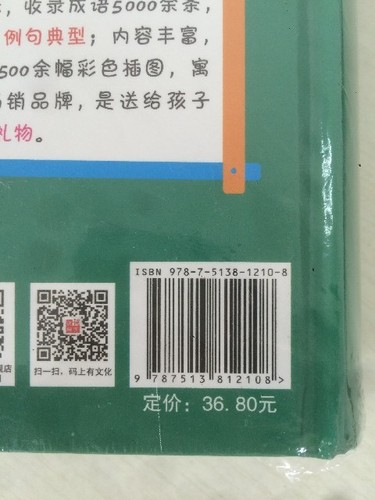 收录成语5000余条，
例句典型；内容丰富，
500余幅彩色插图，寓
销品牌，是送给孩子
礼物。
ISBN 978-7-5138-1210-8
扫一扫，码上有文化
9 787513 812108 >
定价：36.80元